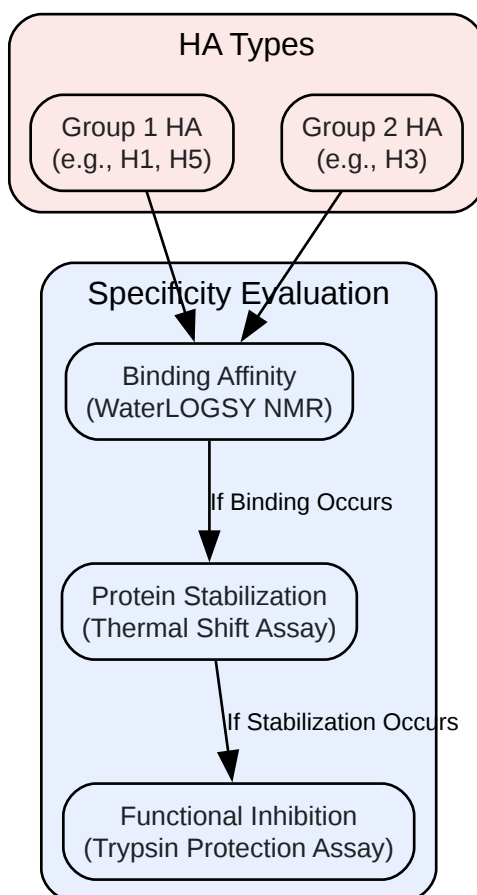 HA Types
Group 1 HA
(e.g., H1, H5)
Group 2 HA
(e.g., H3)
Specificity Evaluation
Binding Affinity
(WaterLOGSY NMR)
If Binding Occurs
Protein Stabilization
(Thermal Shift Assay)
If Stabilization Occurs
Functional Inhibition
(Trypsin Protection Assay)